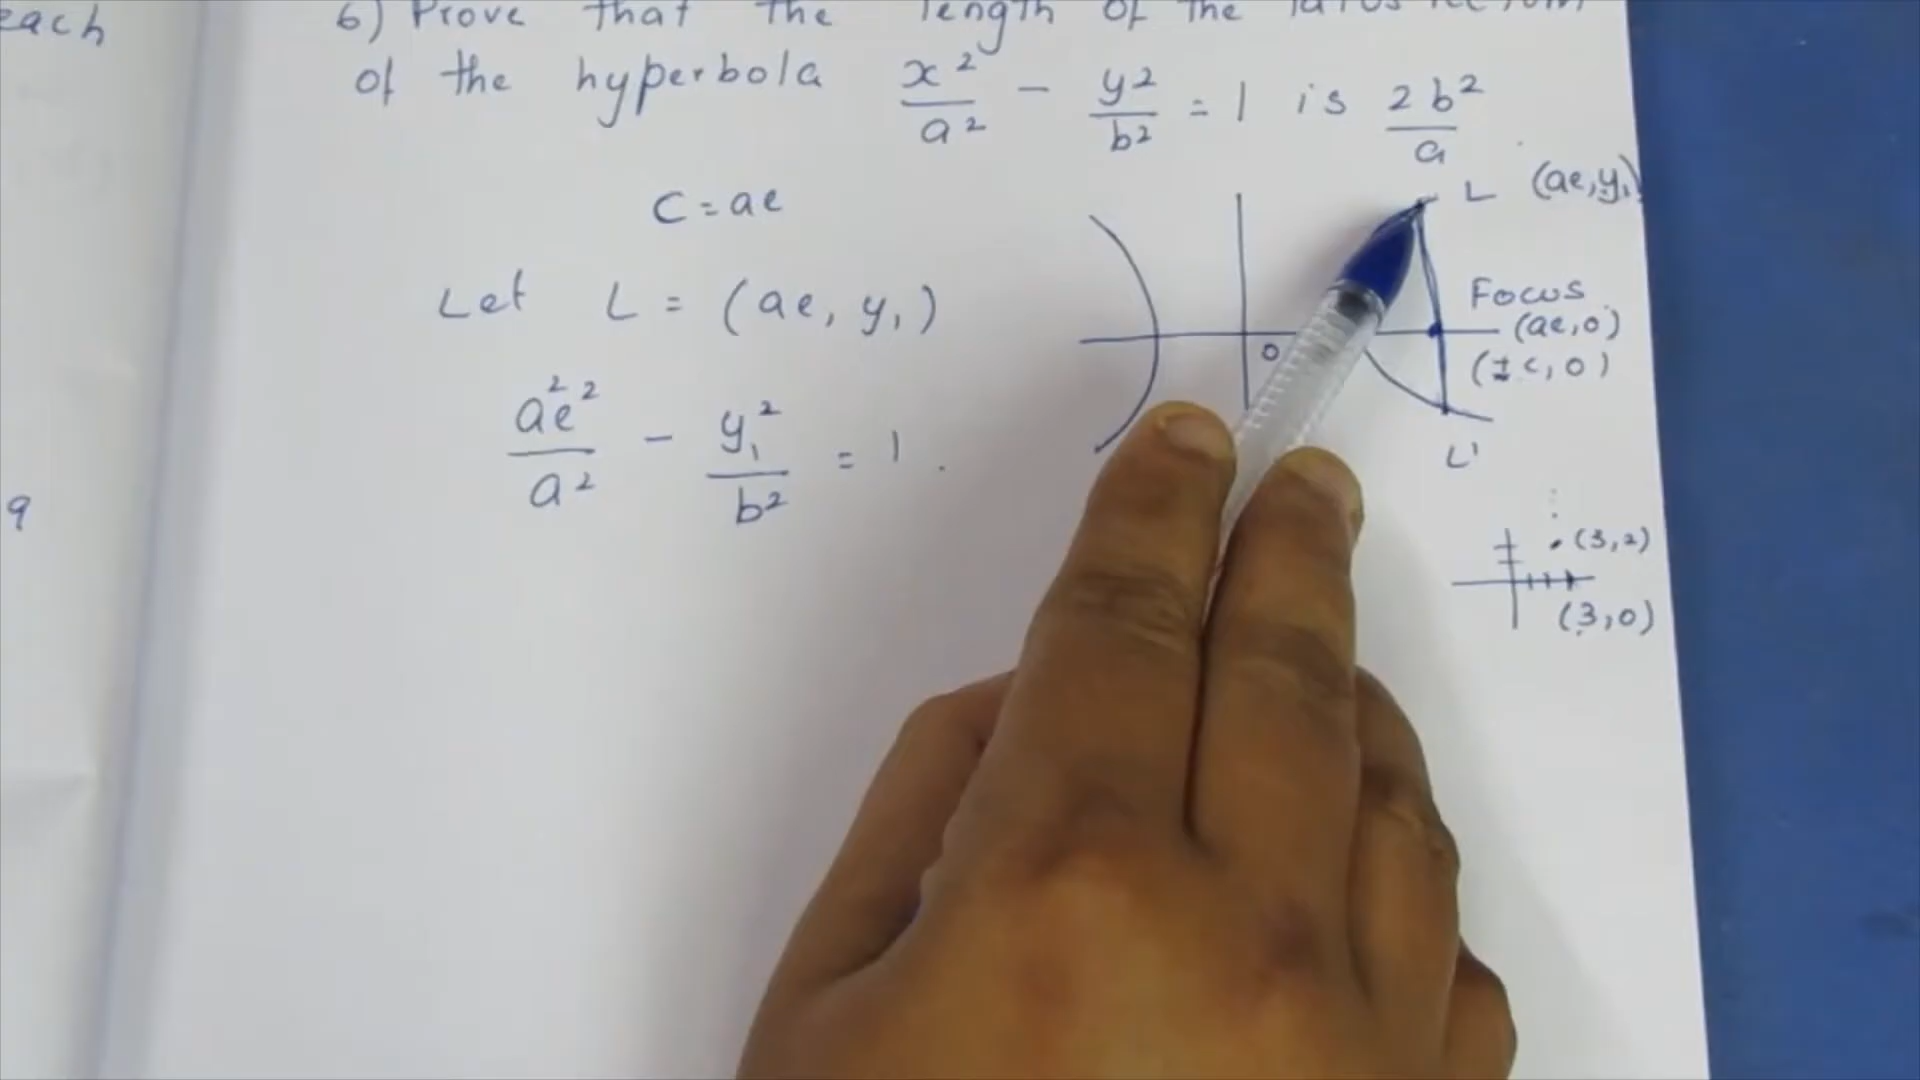 each
6) Prove that the length of the latus rectum
of the hyperbola x²/a² - y²/b² = 1 is 2b²/a
C = ae
L (ae, y₁)
Let L = (ae, y₁)
Focus
(ae, 0)
(±c, 0)
O
a²e²/a² - y₁²/b² = 1.
L'
9
(3,2)
(3,0)